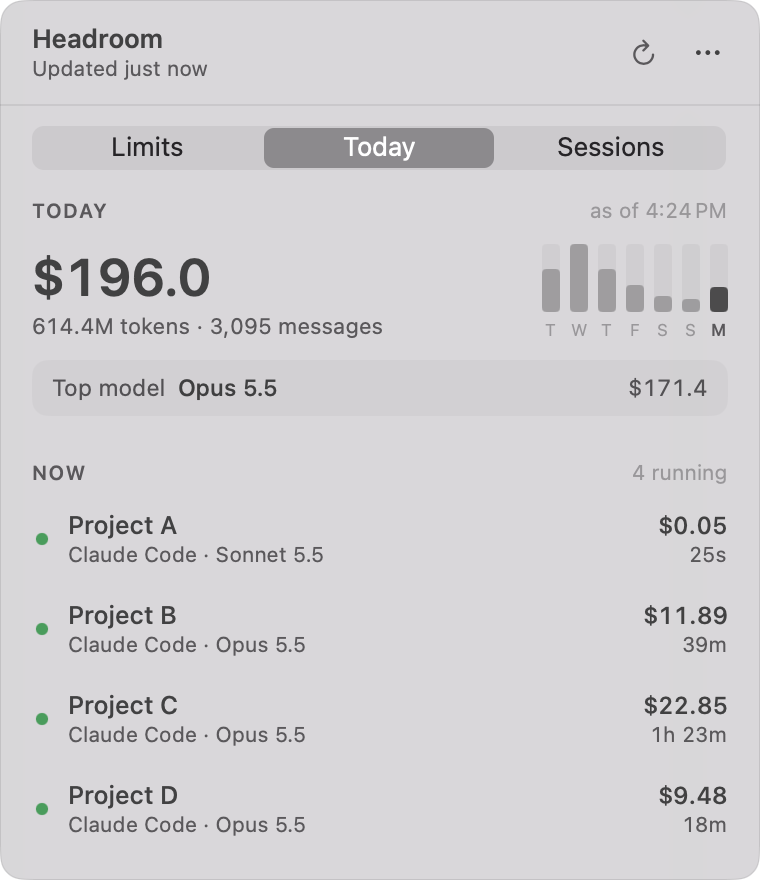 Headroom
Updated just now
Limits Today Sessions
TODAY as of 4:24 PM
$196.0
614.4M tokens · 3,095 messages
T W T F S S M
Top model Opus 5.5 $171.4
NOW 4 running
Project A $0.05
Claude Code · Sonnet 5.5 25s
Project B $11.89
Claude Code · Opus 5.5 39m
Project C $22.85
Claude Code · Opus 5.5 1h 23m
Project D $9.48
Claude Code · Opus 5.5 18m